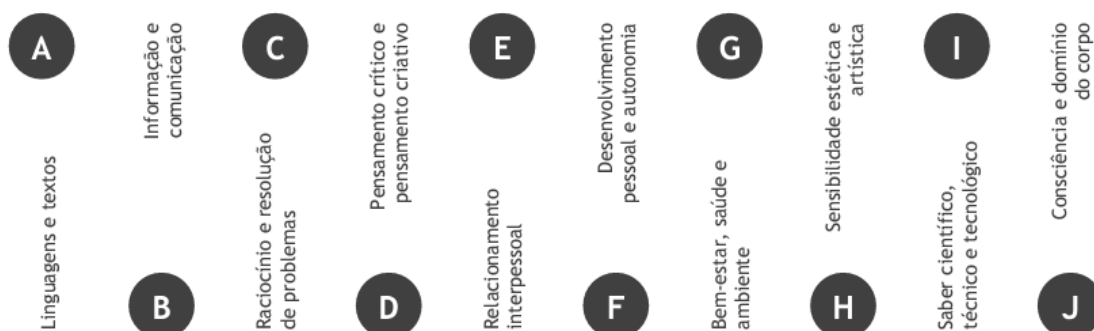 A
Linguagens e textos
Informação e
comunicação
B
C
Raciocínio e resolução
de problemas
Pensamento crítico e
pensamento criativo
D
E
Relacionamento
interpessoal
Desenvolvimento
pessoal e autonomia
F
G
Bem-estar, saúde e
ambiente
Sensibilidade estética e
artística
H
I
Saber científico,
técnico e tecnológico
Consciência e domínio
do corpo
J